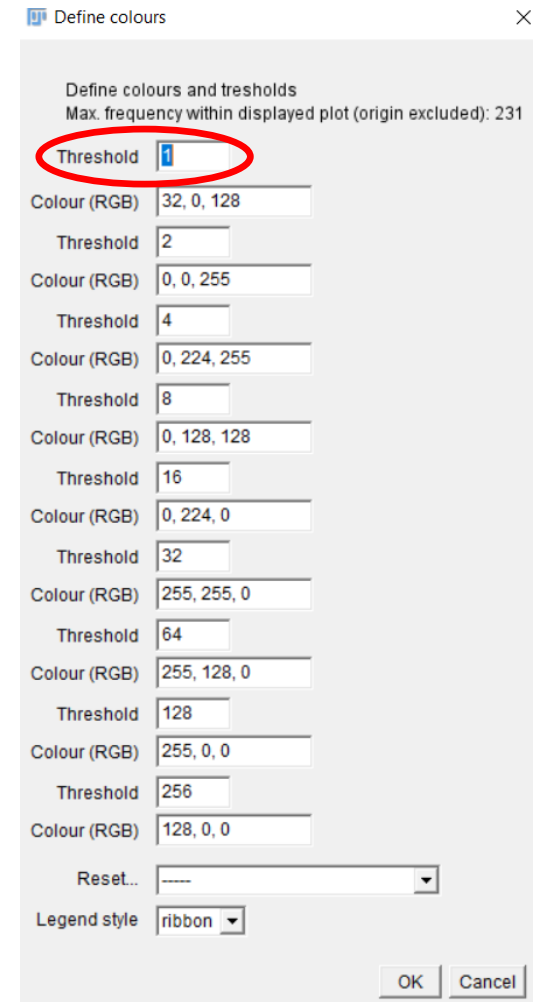 Define colours
Define colours and tresholds
Max. frequency within displayed plot (origin excluded): 231
Threshold 1
Colour (RGB) 32, 0, 128
Threshold 2
Colour (RGB) 0, 0, 255
Threshold 4
Colour (RGB) 0, 224, 255
Threshold 8
Colour (RGB) 0, 128, 128
Threshold 16
Colour (RGB) 0, 224, 0
Threshold 32
Colour (RGB) 255, 255, 0
Threshold 64
Colour (RGB) 255, 128, 0
Threshold 128
Colour (RGB) 255, 0, 0
Threshold 256
Colour (RGB) 128, 0, 0
Reset... -----
Legend style ribbon
OK Cancel